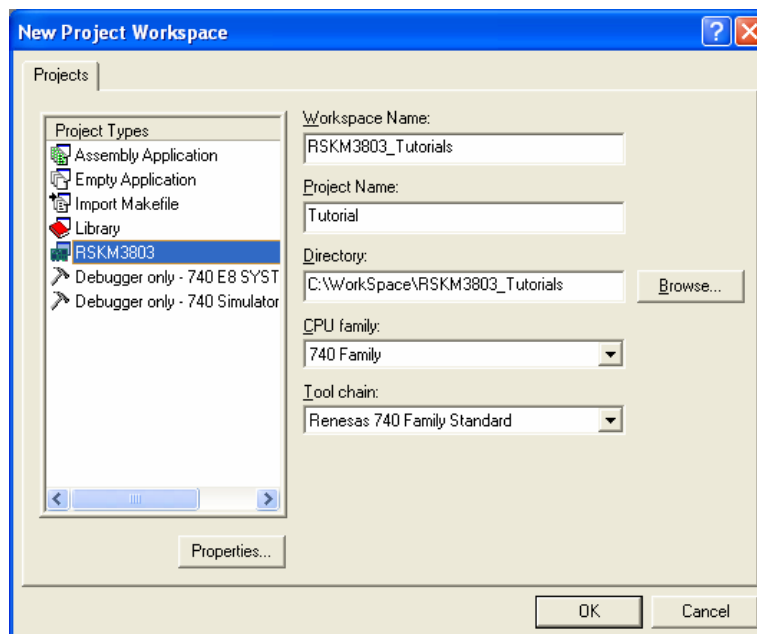 New Project Workspace
Projects
Project Types
Assembly Application
Empty Application
Import Makefile
Library
RSKM3803
Debugger only - 740 E8 SYST
Debugger only - 740 Simulator
Properties...
Workspace Name:
RSKM3803_Tutorials
Project Name:
Tutorial
Directory:
C:\WorkSpace\RSKM3803_Tutorials
Browse...
CPU family:
740 Family
Tool chain:
Renesas 740 Family Standard
OK
Cancel